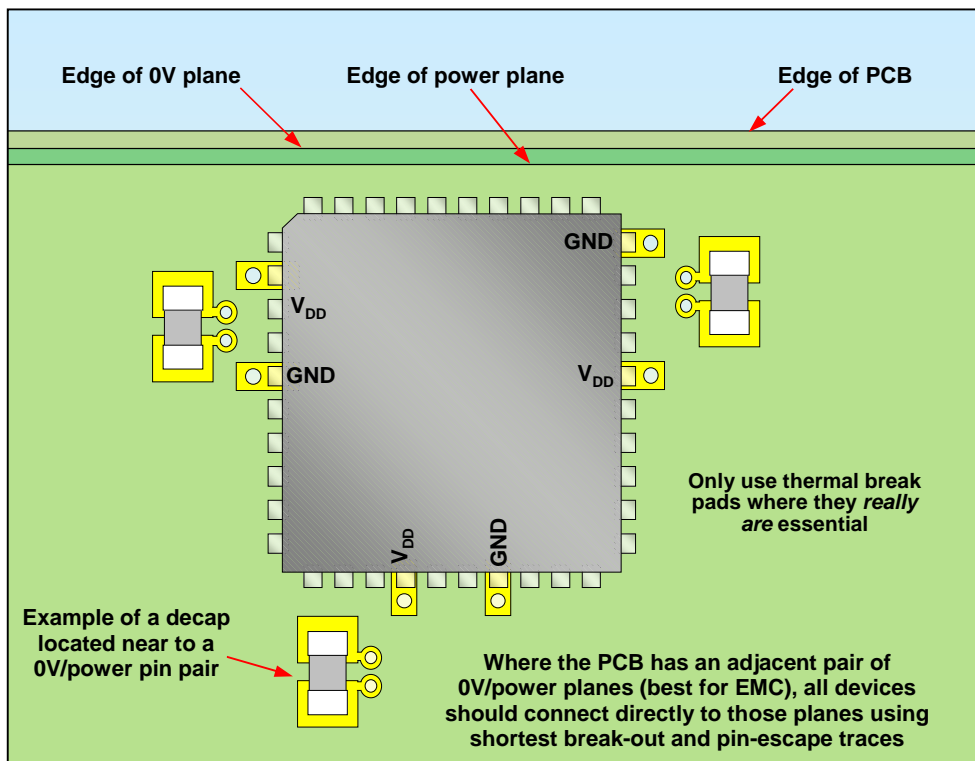 Edge of 0V plane
Edge of power plane
Edge of PCB
GND
V_DD
GND
V_DD
Only use thermal break
pads where they really
are essential
V_DD
GND
Example of a decap
located near to a
0V/power pin pair
Where the PCB has an adjacent pair of
0V/power planes (best for EMC), all devices
should connect directly to those planes using
shortest break-out and pin-escape traces